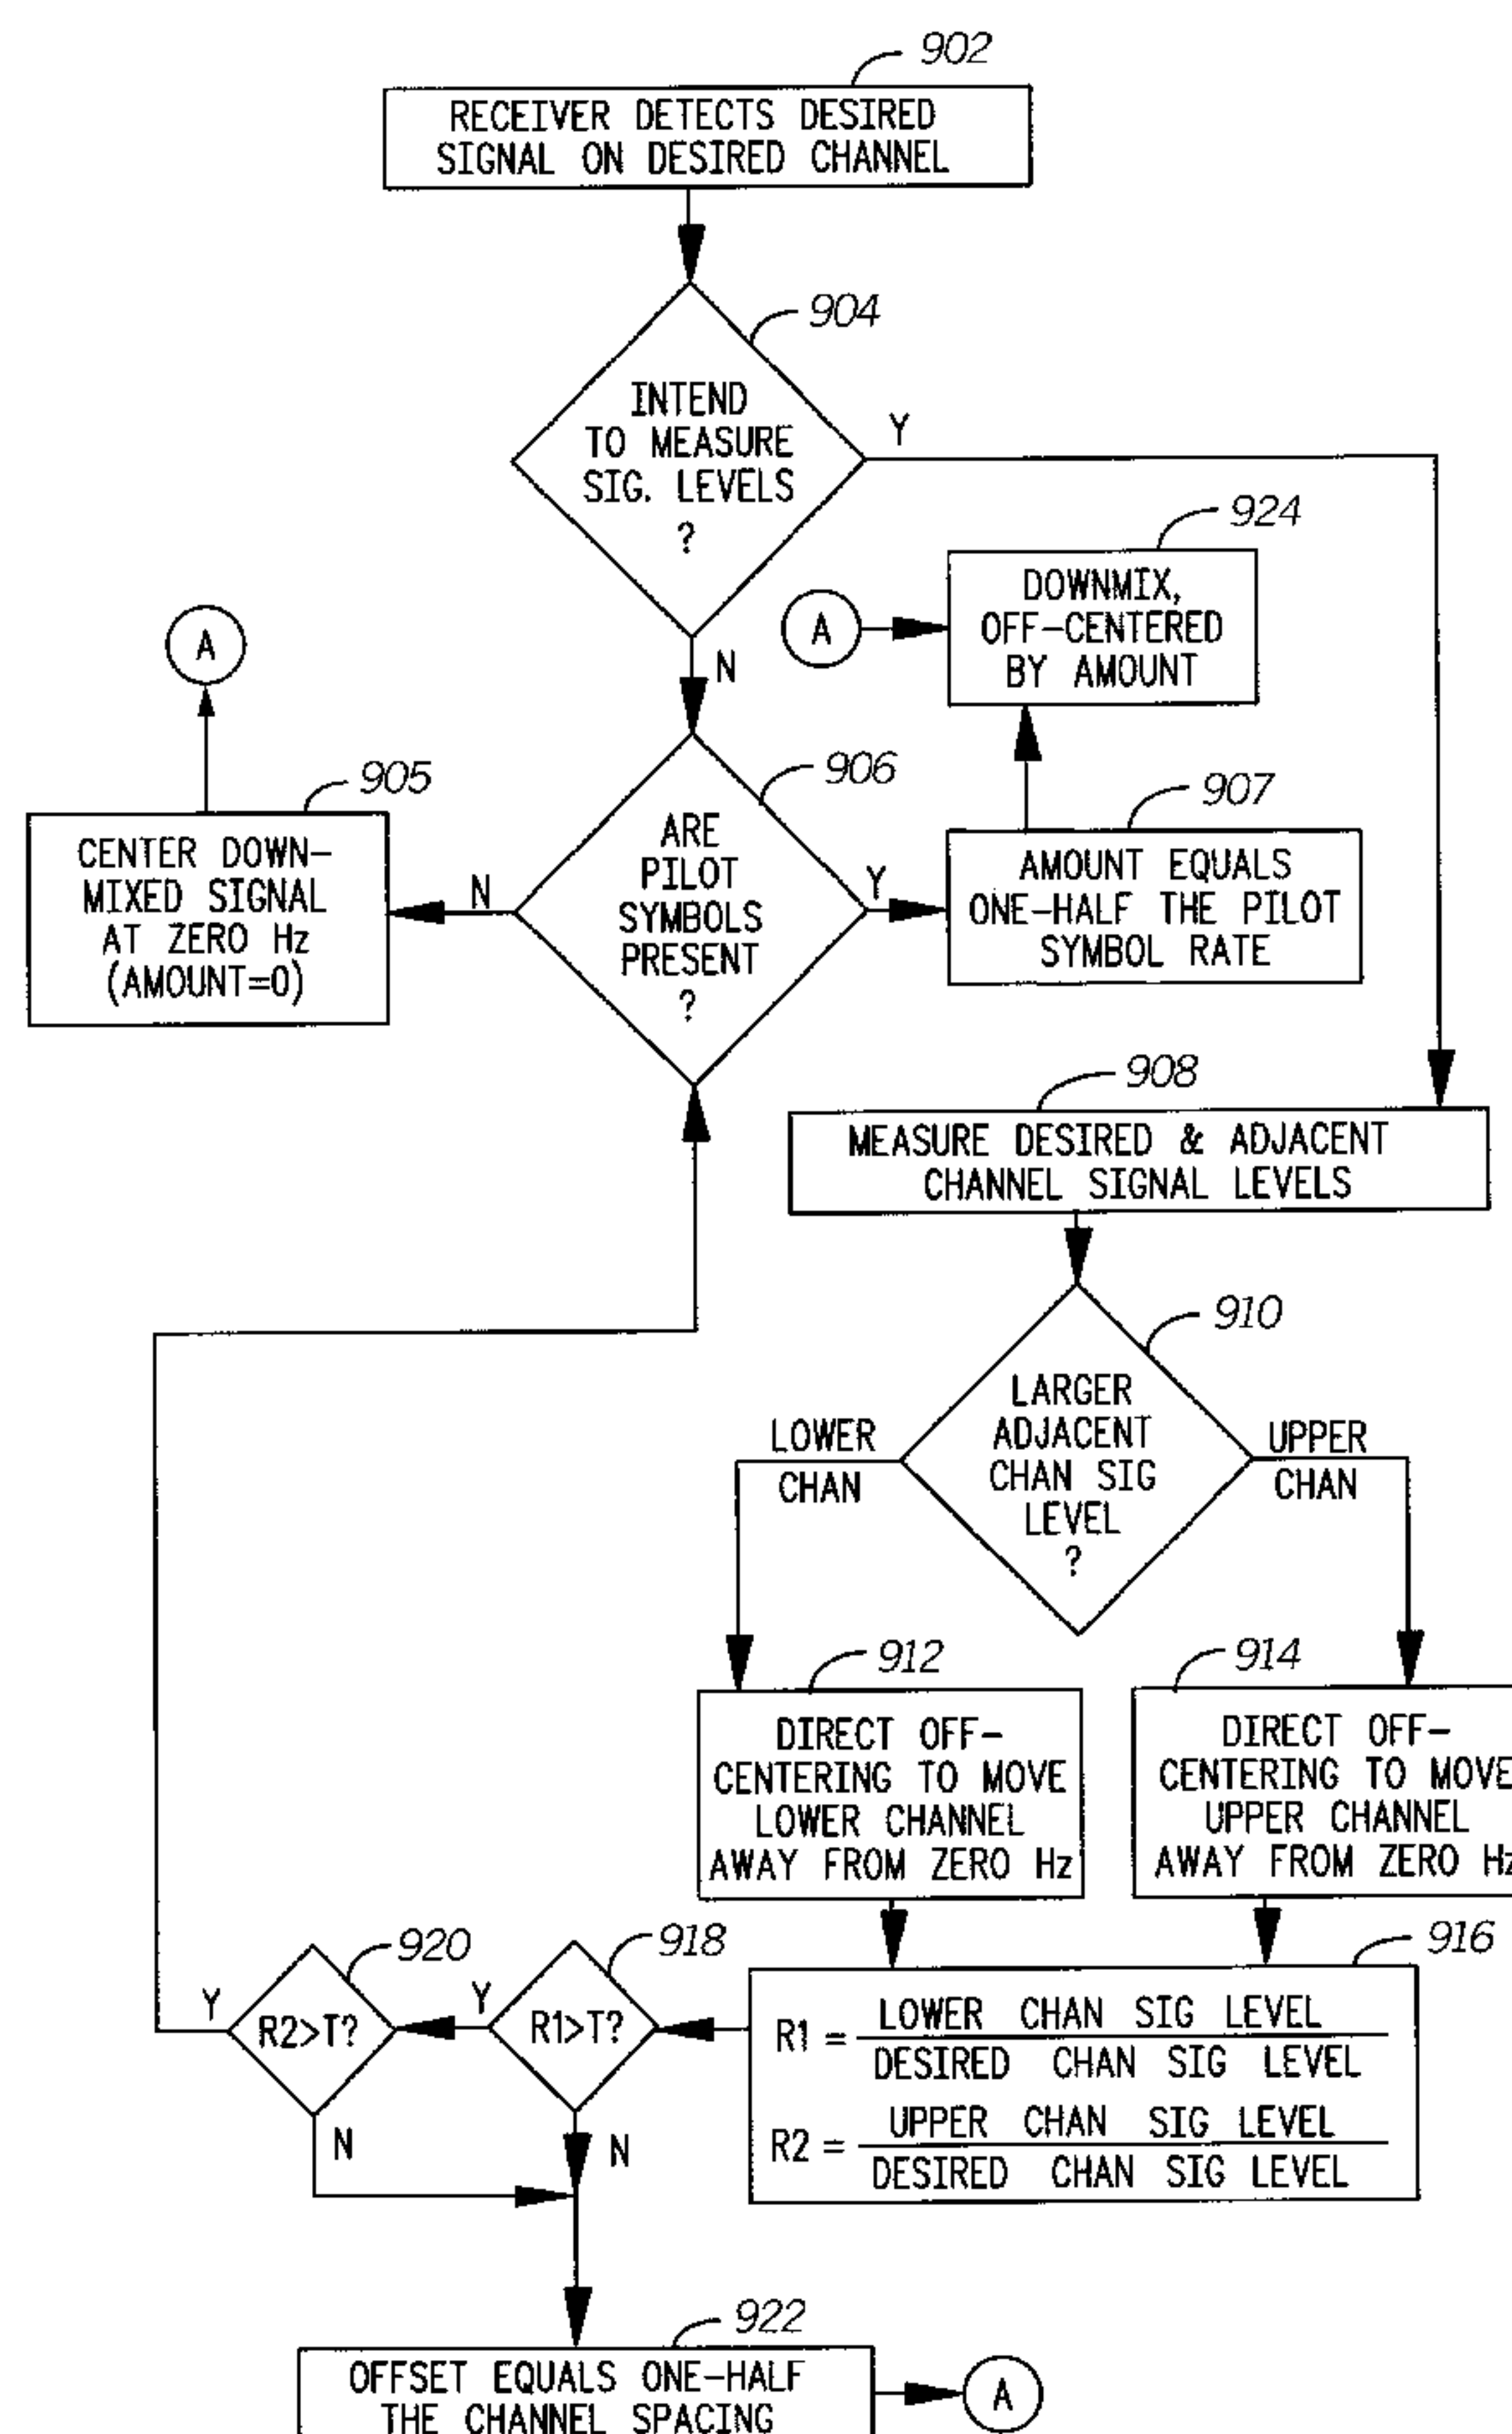 902
RECEIVER DETECTS DESIRED
SIGNAL ON DESIRED CHANNEL
904
INTEND
TO MEASURE
SIG. LEVELS
?
Y
N
924
DOWNMIX,
OFF-CENTERED
BY AMOUNT
A
A
905
CENTER DOWN-
MIXED SIGNAL
AT ZERO Hz
(AMOUNT=0)
N
906
ARE
PILOT
SYMBOLS
PRESENT
?
Y
907
AMOUNT EQUALS
ONE-HALF THE PILOT
SYMBOL RATE
908
MEASURE DESIRED & ADJACENT
CHANNEL SIGNAL LEVELS
910
LARGER
ADJACENT
CHAN SIG
LEVEL
?
LOWER
CHAN
UPPER
CHAN
912
DIRECT OFF-
CENTERING TO MOVE
LOWER CHANNEL
AWAY FROM ZERO Hz
914
DIRECT OFF-
CENTERING TO MOVE
UPPER CHANNEL
AWAY FROM ZERO Hz
916
R1 = LOWER CHAN SIG LEVEL
DESIRED CHAN SIG LEVEL
R2 = UPPER CHAN SIG LEVEL
DESIRED CHAN SIG LEVEL
918
R1>T?
Y
N
920
R2>T?
Y
N
922
OFFSET EQUALS ONE-HALF
THE CHANNEL SPACING
A